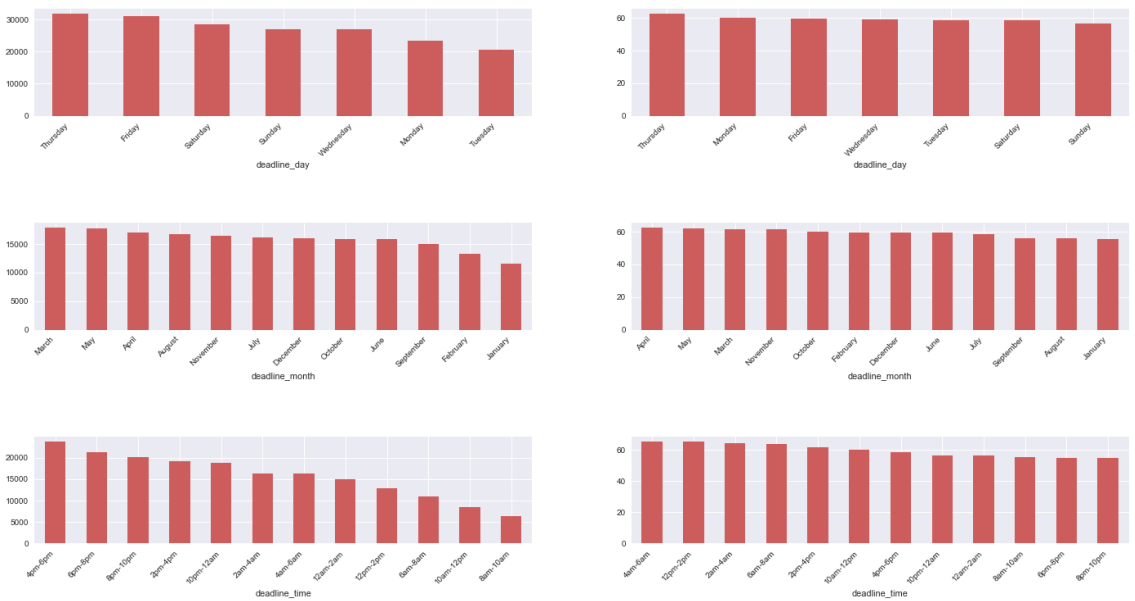 30000
20000
10000
0
Thursday Friday Saturday Sunday Wednesday Monday Tuesday
deadline_day
60
40
20
0
Thursday Monday Friday Wednesday Tuesday Saturday Sunday
deadline_day
15000
10000
5000
0
March May April August November July December October June September February January
deadline_month
60
40
20
0
April May March November October February December June July September August January
deadline_month
20000
15000
10000
5000
0
4pm-6pm 6pm-8pm 8pm-10pm 2pm-4pm 10pm-12am 2am-4am 4am-6am 12am-2am 12pm-2pm 6am-8am 10am-12pm 8am-10am
deadline_time
60
40
20
0
4am-6am 12pm-2pm 2am-4am 6am-8am 2pm-4pm 10am-12pm 4pm-6pm 10pm-12am 12am-2am 8am-10am 6pm-8pm 8pm-10pm
deadline_time